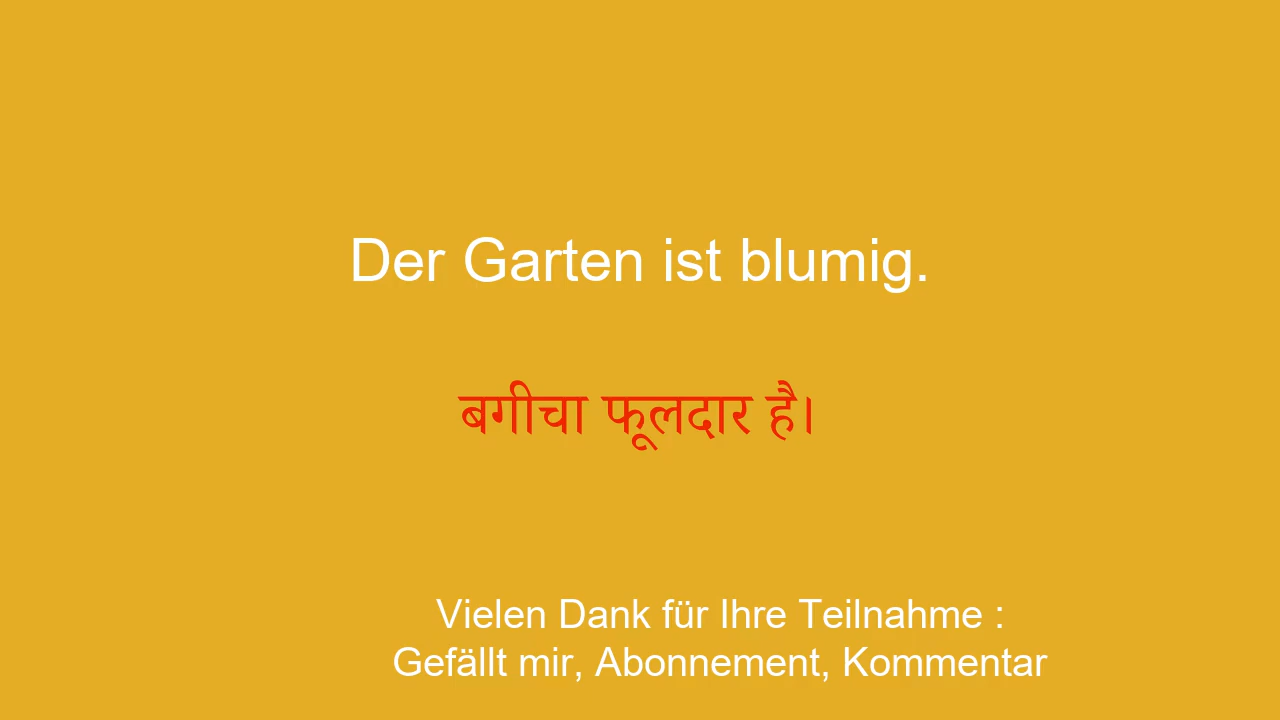 Der Garten ist blumig.
बगीचा फूलदार है।
Vielen Dank für Ihre Teilnahme :
Gefällt mir, Abonnement, Kommentar